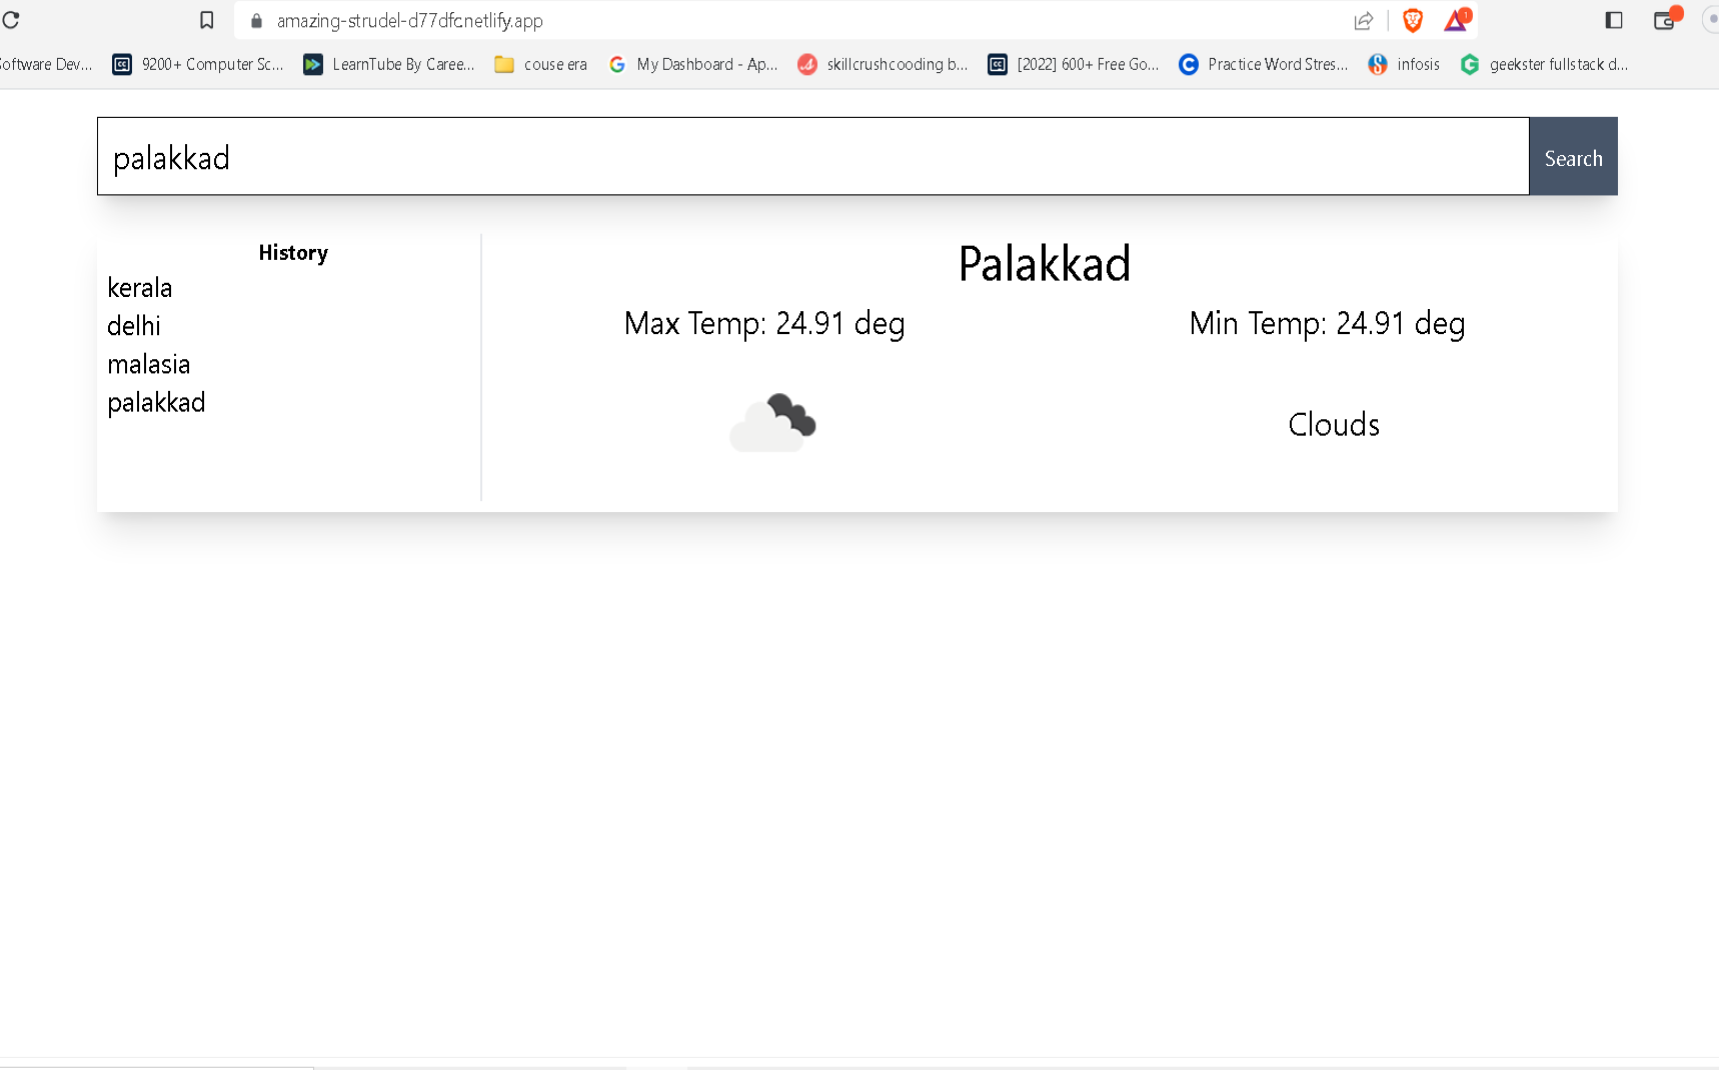 amazing-strudel-d77dfc.netlify.app
1
Software Dev... 9200+ Computer Sc... LearnTube By Caree... couse era My Dashboard - Ap... skillcrushcooding b... [2022] 600+ Free Go... Practice Word Stres... infosis geekster fullstack d...
palakkad Search
History
kerala
delhi
malasia
palakkad
Palakkad
Max Temp: 24.91 deg Min Temp: 24.91 deg
Clouds